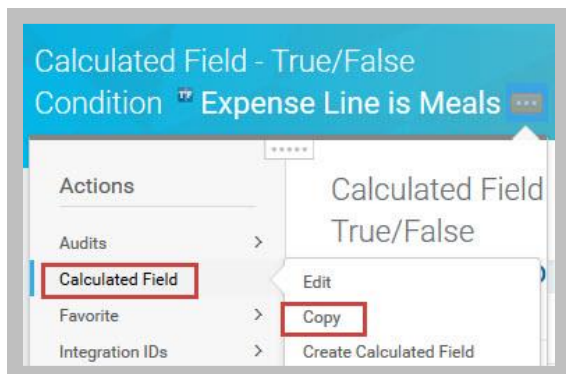 Calculated Field - True/False
Condition TF Expense Line is Meals
Actions
Calculated Field
True/False
Audits
Calculated Field
Edit
Favorite
Copy
Integration IDs
Create Calculated Field